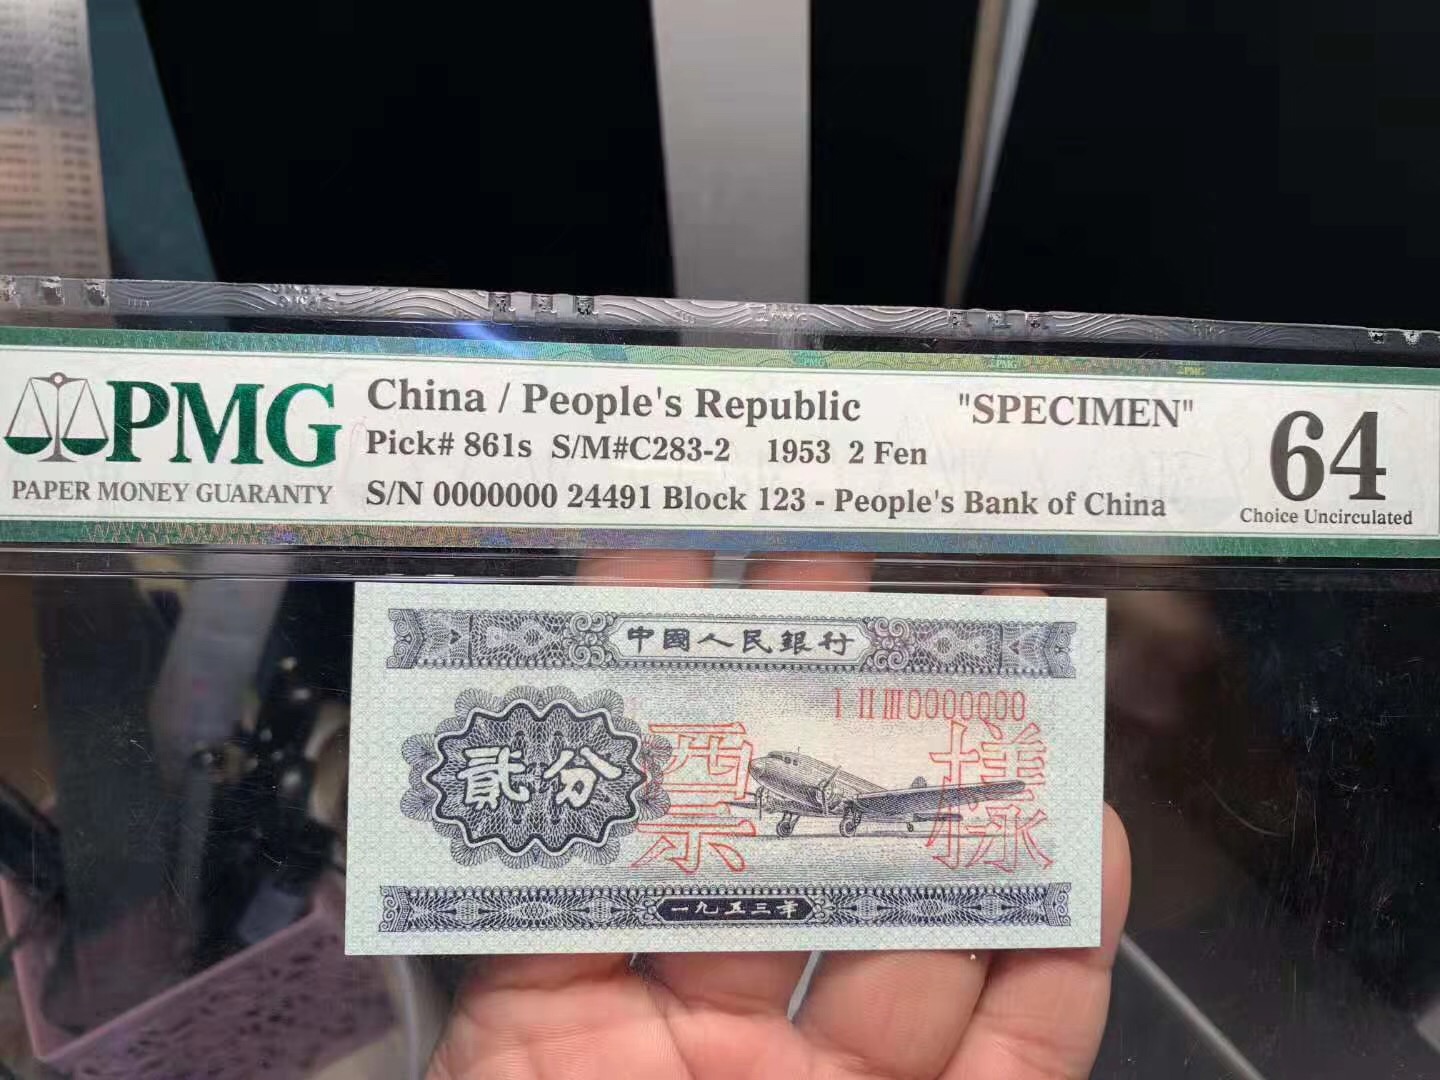 China / People's Republic "SPECIMEN"
PMG
Pick# 861s S/M#C283-2 1953 2 Fen
64
PAPER MONEY GUARANTY
S/N 0000000 24491 Block 123 - People's Bank of China
Choice Uncirculated
中國人民銀行
I II III 0000000
貳分
票樣
一九五三年